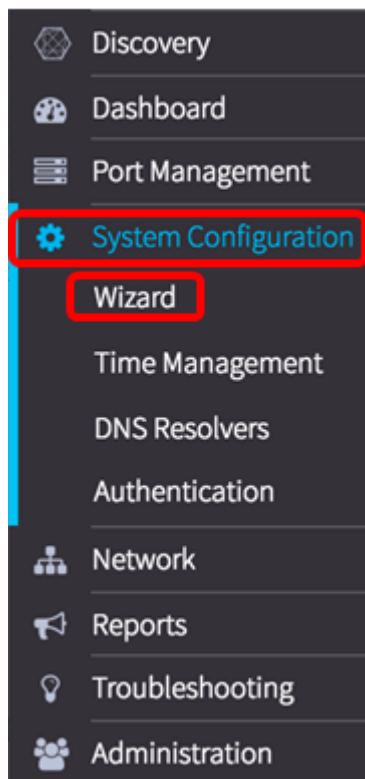 Discovery
Dashboard
Port Management
System Configuration
Wizard
Time Management
DNS Resolvers
Authentication
Network
Reports
Troubleshooting
Administration